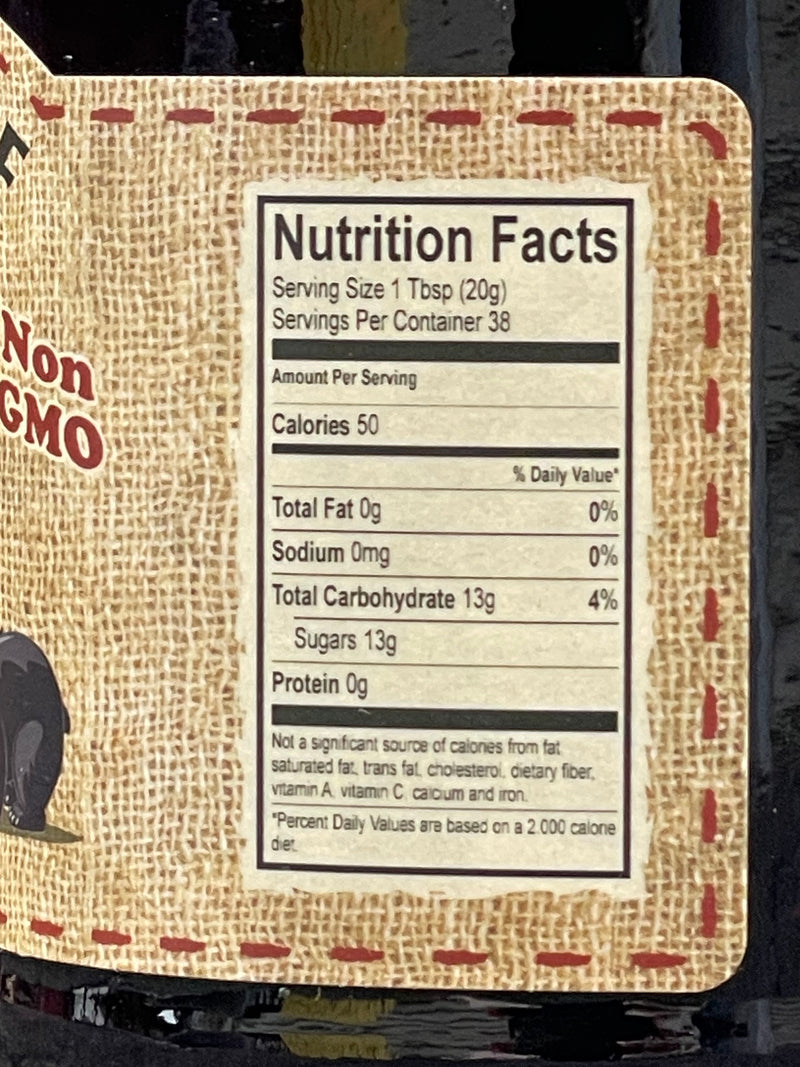 Non
GMO
Nutrition Facts
Serving Size 1 Tbsp (20g)
Servings Per Container 38
Amount Per Serving
Calories 50
% Daily Value*
Total Fat 0g 0%
Sodium 0mg 0%
Total Carbohydrate 13g 4%
Sugars 13g
Protein 0g
Not a significant source of calories from fat
saturated fat, trans fat, cholesterol, dietary fiber,
vitamin A, vitamin C, calcium and iron.
*Percent Daily Values are based on a 2,000 calorie
diet.